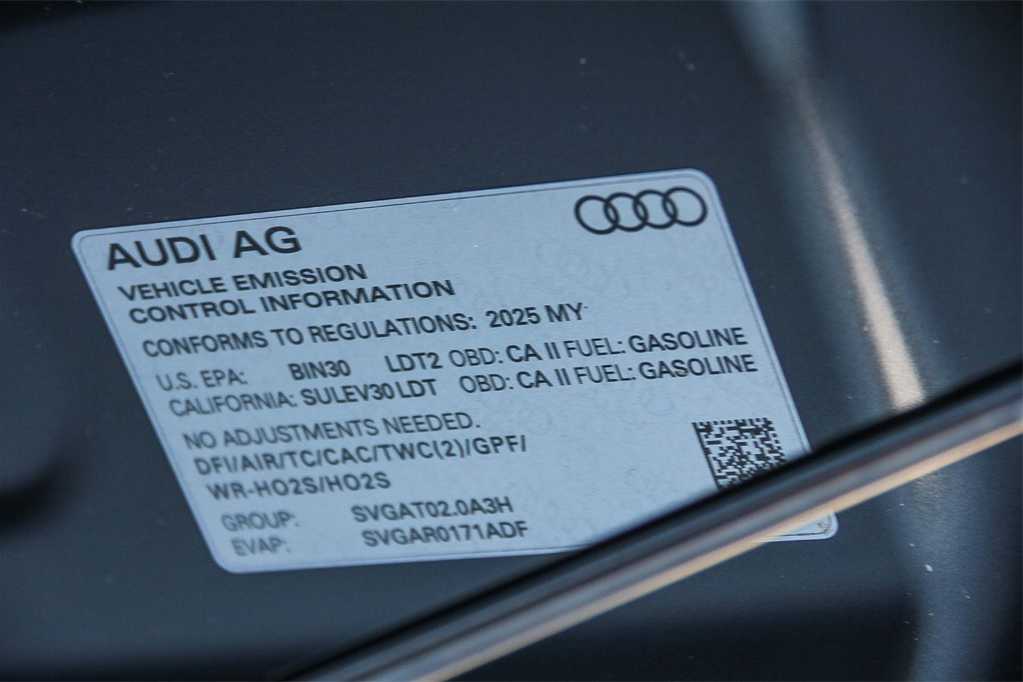 AUDI AG
VEHICLE EMISSION
CONTROL INFORMATION
CONFORMS TO REGULATIONS: 2025 MY
U.S. EPA: BIN30 LDT2 OBD: CA II FUEL: GASOLINE
CALIFORNIA: SULEV30 LDT OBD: CA II FUEL: GASOLINE
NO ADJUSTMENTS NEEDED.
DFI/AIR/TC/CAC/TWC(2)/GPF/
WR-HO2S/HO2S
GROUP: SVGAT02.0A3H
EVAP: SVGAR0171ADF